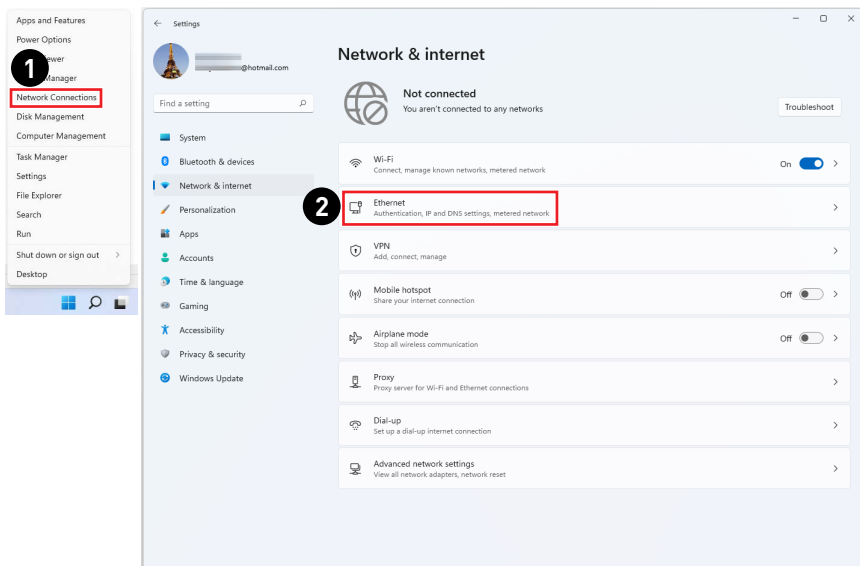 Apps and Features
Power Options
ewer
Manager
Network Connections
Disk Management
Computer Management
Task Manager
Settings
File Explorer
Search
Run
Shut down or sign out
Desktop
1
Settings
@hotmail.com
Find a setting
System
Bluetooth & devices
Network & internet
Personalization
Apps
Accounts
Time & language
Gaming
Accessibility
Privacy & security
Windows Update
Network & internet
Not connected
You aren't connected to any networks
Troubleshoot
Wi-Fi
Connect, manage known networks, metered network
On
2
Ethernet
Authentication, IP and DNS settings, metered network
VPN
Add, connect, manage
Mobile hotspot
Share your internet connection
Off
Airplane mode
Stop all wireless communication
Off
Proxy
Proxy server for Wi-Fi and Ethernet connections
Dial-up
Set up a dial-up internet connection
Advanced network settings
View all network adapters, network reset